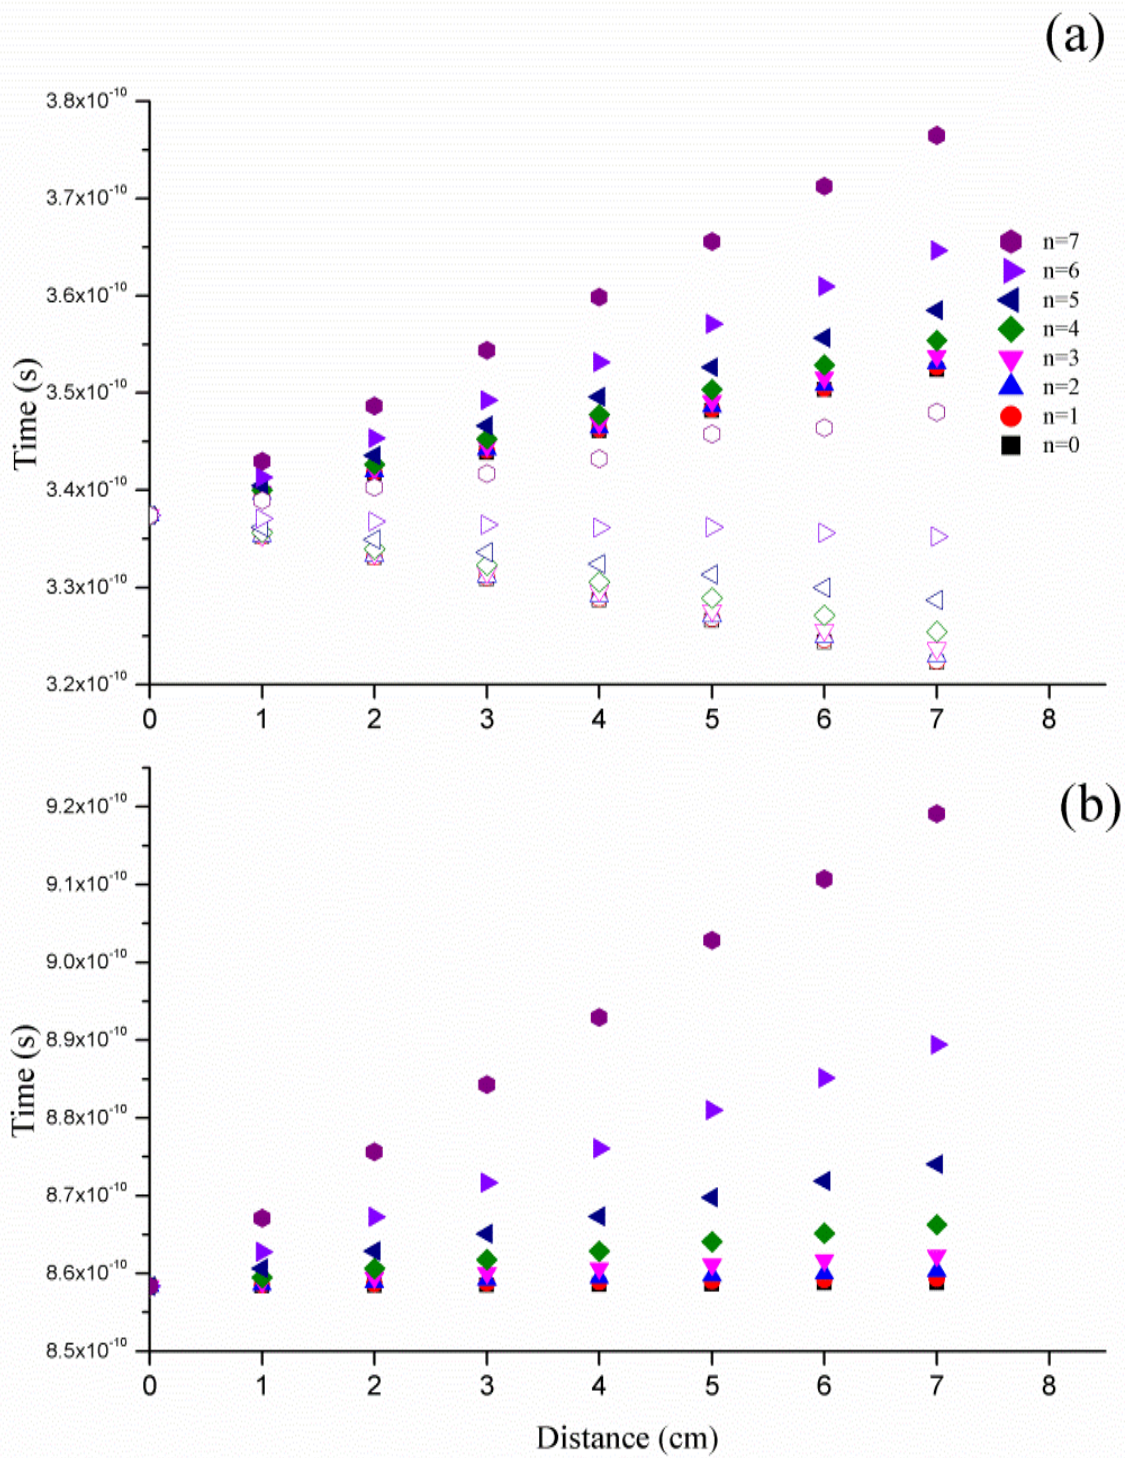 (a)
3.8x10⁻¹⁰
3.7x10⁻¹⁰
3.6x10⁻¹⁰
3.5x10⁻¹⁰
3.4x10⁻¹⁰
3.3x10⁻¹⁰
3.2x10⁻¹⁰
Time (s)
n=7
n=6
n=5
n=4
n=3
n=2
n=1
n=0
0 1 2 3 4 5 6 7 8
(b)
9.2x10⁻¹⁰
9.1x10⁻¹⁰
9.0x10⁻¹⁰
8.9x10⁻¹⁰
8.8x10⁻¹⁰
8.7x10⁻¹⁰
8.6x10⁻¹⁰
8.5x10⁻¹⁰
Time (s)
0 1 2 3 4 5 6 7 8
Distance (cm)